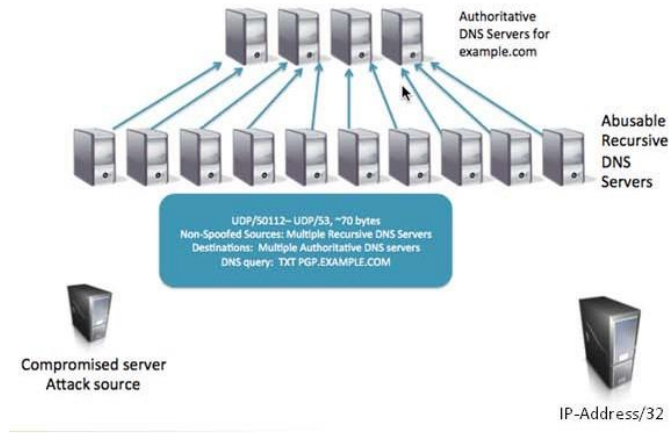 Authoritative
DNS Servers for
example.com
Abusable
Recursive
DNS
Servers
UDP/50112– UDP/53, ~70 bytes
Non-Spoofed Sources: Multiple Recursive DNS Servers
Destinations: Multiple Authoritative DNS servers
DNS query: TXT PGP.EXAMPLE.COM
Compromised server
Attack source
IP-Address/32